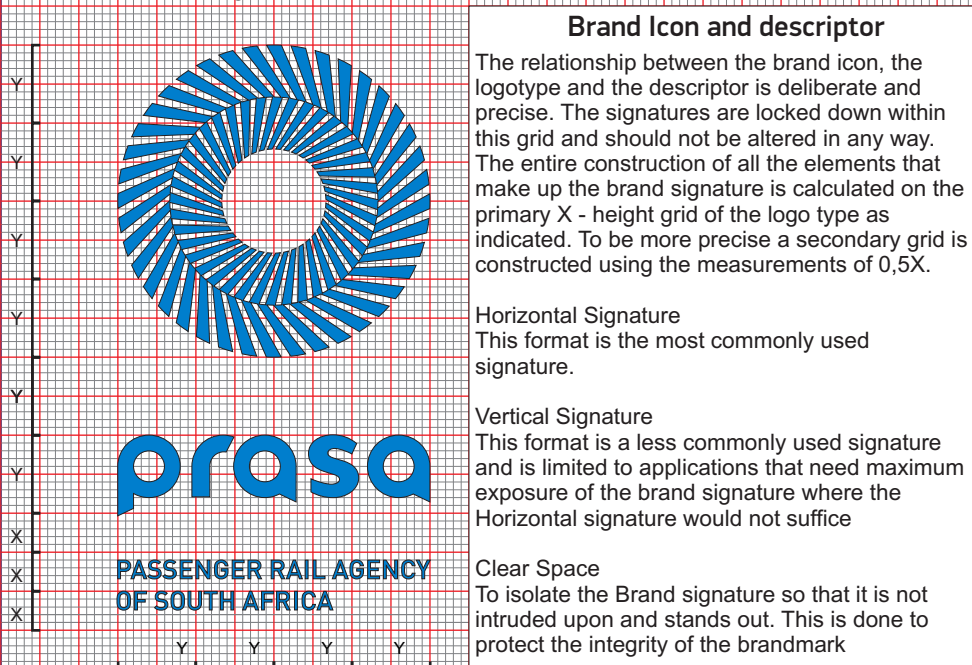 Y
Y
Y
Y
Y
Y
X
X
X
prasa
PASSENGER RAIL AGENCY
OF SOUTH AFRICA
Y Y Y Y
Brand Icon and descriptor
The relationship between the brand icon, the
logotype and the descriptor is deliberate and
precise. The signatures are locked down within
this grid and should not be altered in any way.
The entire construction of all the elements that
make up the brand signature is calculated on the
primary X - height grid of the logo type as
indicated. To be more precise a secondary grid is
constructed using the measurements of 0,5X.
Horizontal Signature
This format is the most commonly used
signature.
Vertical Signature
This format is a less commonly used signature
and is limited to applications that need maximum
exposure of the brand signature where the
Horizontal signature would not suffice
Clear Space
To isolate the Brand signature so that it is not
intruded upon and stands out. This is done to
protect the integrity of the brandmark